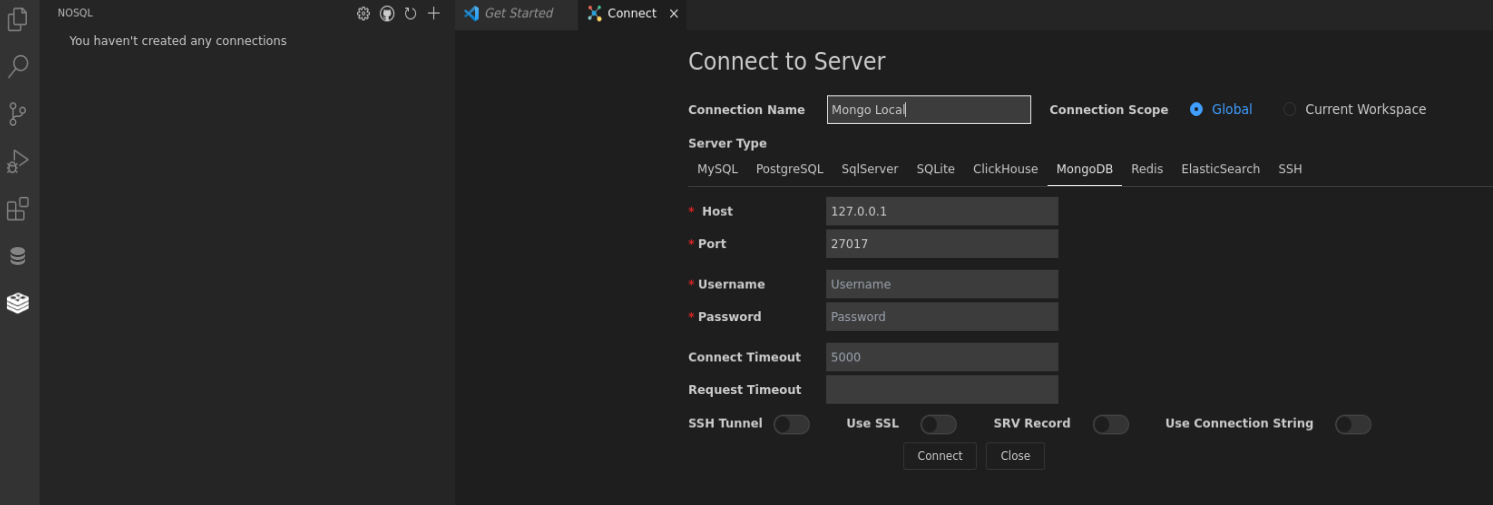 NOSQL
You haven't created any connections
Get Started
Connect
Connect to Server
Connection Name Mongo Local Connection Scope Global Current Workspace
Server Type
MySQL PostgreSQL SqlServer SQLite ClickHouse MongoDB Redis ElasticSearch SSH
* Host 127.0.0.1
* Port 27017
* Username Username
* Password Password
Connect Timeout 5000
Request Timeout
SSH Tunnel Use SSL SRV Record Use Connection String
Connect Close